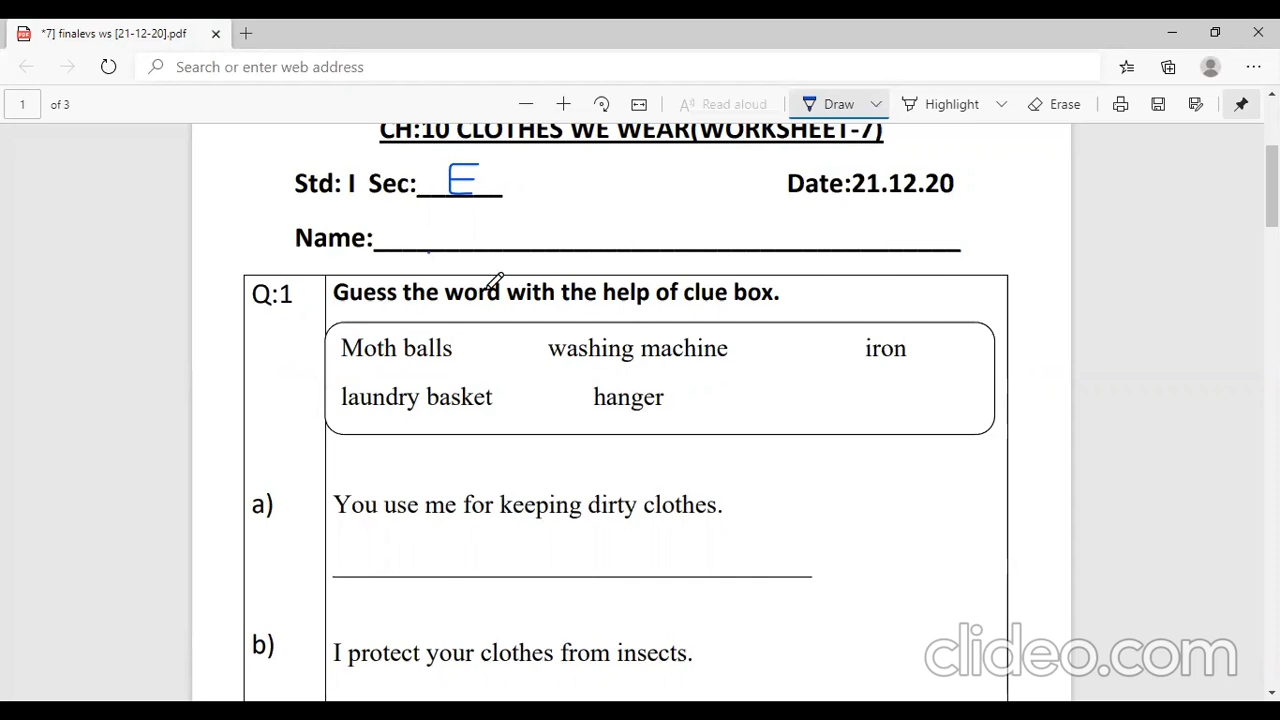 *7] finalevs ws [21-12-20].pdf
Search or enter web address
1 of 3 Read aloud Draw Highlight Erase
CH:10 CLOTHES WE WEAR(WORKSHEET-7)
Std: I Sec:__E__ Date:21.12.20
Name:____________________
Q:1 Guess the word with the help of clue box.
Moth balls washing machine iron
laundry basket hanger
a) You use me for keeping dirty clothes.
b) I protect your clothes from insects.
clideo.com